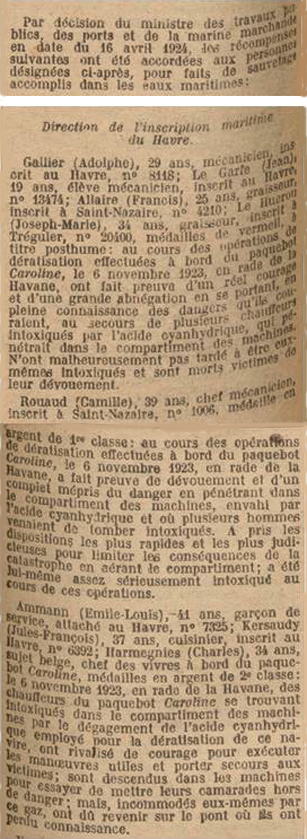 Par décision du ministre des travaux pu-
blics, des ports et de la marine marchande
en date du 16 avril 1924, des récompenses
suivantes ont été accordées aux personnes
désignées ci-après, pour faits de sauvetage
accomplis dans les eaux maritimes:
Direction de l'inscription maritime
du Havre.
Gallier (Adolphe), 29 ans, mécanicien, ins
crit au Havre, n° 8118; Le Garfe (Jean),
19 ans, élève mécanicien, inscrit au Havre,
n° 13474; Allaire (Francis), 25 ans, graisseur,
inscrit à Saint-Nazaire, n° 4210; Le
(Joseph-Marie), 34 ans, graisseur, inscrit à
Tréguier, n° 20400, médailles de vermeil à
titre posthume: au cours des opérations de
dératisation effectuées à bord du paquebot
Caroline, le 6 novembre 1923, en rade de la
Havane, ont fait preuve d'un réel courage
et d'une grande abnégation en se portant, en
pleine connaissance des dangers qu'ils cou-
raient, au secours de plusieurs chauffeurs
intoxiqués par l'acide cyanhydrique, qui pé-
nétrait dans le compartiment des machines.
N'ont malheureusement pas tardé à être eux-
mêmes intoxiqués et sont morts victimes de
leur dévouement.
Rouaud (Camille), 39 ans, chef mécanicien,
inscrit à Saint-Nazaire, n° 1006, médaille en
argent de 1re classe: au cours des opérations
de dératisation effectuées à bord du paquebot
Caroline, le 6 novembre 1923, en rade de la
Havane, a fait preuve de dévouement et d'un
complet mépris du danger en pénétrant dans
le compartiment des machines, envahi par
l'acide cyanhydrique et où plusieurs hommes
venaient de tomber intoxiqués. A pris les
dispositions les plus rapides et les plus judi-
cieuses pour limiter les conséquences de la
catastrophe en aérant le compartiment; a été
lui-même assez sérieusement intoxiqué au
cours de ces opérations.
Ammann (Emile-Louis), 41 ans, garçon de
service, attaché au Havre, n° 7325; Kersaudy
(Jules-François), 37 ans, cuisinier, inscrit au
Havre, n° 6392; Harmegnies (Charles), 34 ans,
sujet belge, chef des vivres à bord du paque-
bot Caroline, médailles en argent de 2e classe:
le 6 novembre 1923, en rade de la Havane, des
chauffeurs du paquebot Caroline se trouvant
intoxiqués dans le compartiment des machi-
nes par le dégagement de l'acide cyanhydri-
que employé pour la dératisation de ce na-
vire, ont rivalisé de courage pour exécuter
les manœuvres utiles et porter secours aux
victimes; sont descendus dans les machines
pour essayer de mettre leurs camarades hors
de danger; mais, incommodés eux-mêmes par
ce gaz, ont dû revenir sur le pont où ils ont
perdu connaissance.